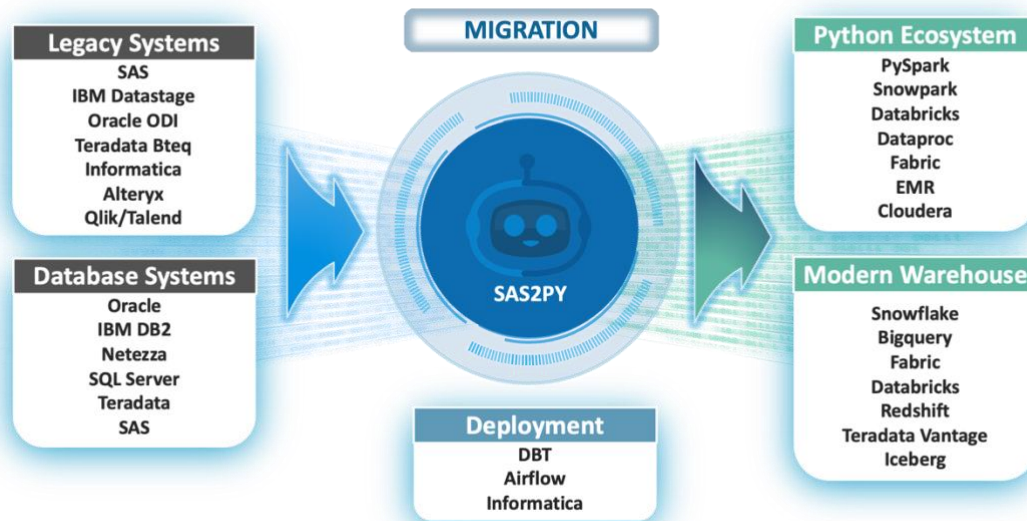 MIGRATION
Legacy Systems
SAS
IBM Datastage
Oracle ODI
Teradata Bteq
Informatica
Alteryx
Qlik/Talend
Database Systems
Oracle
IBM DB2
Netezza
SQL Server
Teradata
SAS
SAS2PY
Deployment
DBT
Airflow
Informatica
Python Ecosystem
PySpark
Snowpark
Databricks
Dataproc
Fabric
EMR
Cloudera
Modern Warehouse
Snowflake
Bigquery
Fabric
Databricks
Redshift
Teradata Vantage
Iceberg